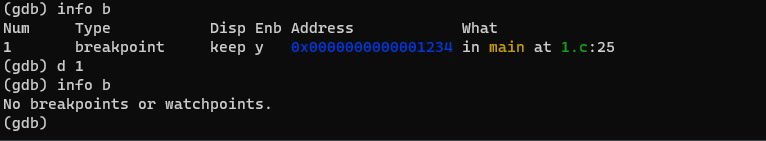 (gdb) info b
Num     Type           Disp Enb Address            What
1       breakpoint     keep y   0x0000000000001234 in main at 1.c:25
(gdb) d 1
(gdb) info b
No breakpoints or watchpoints.
(gdb)